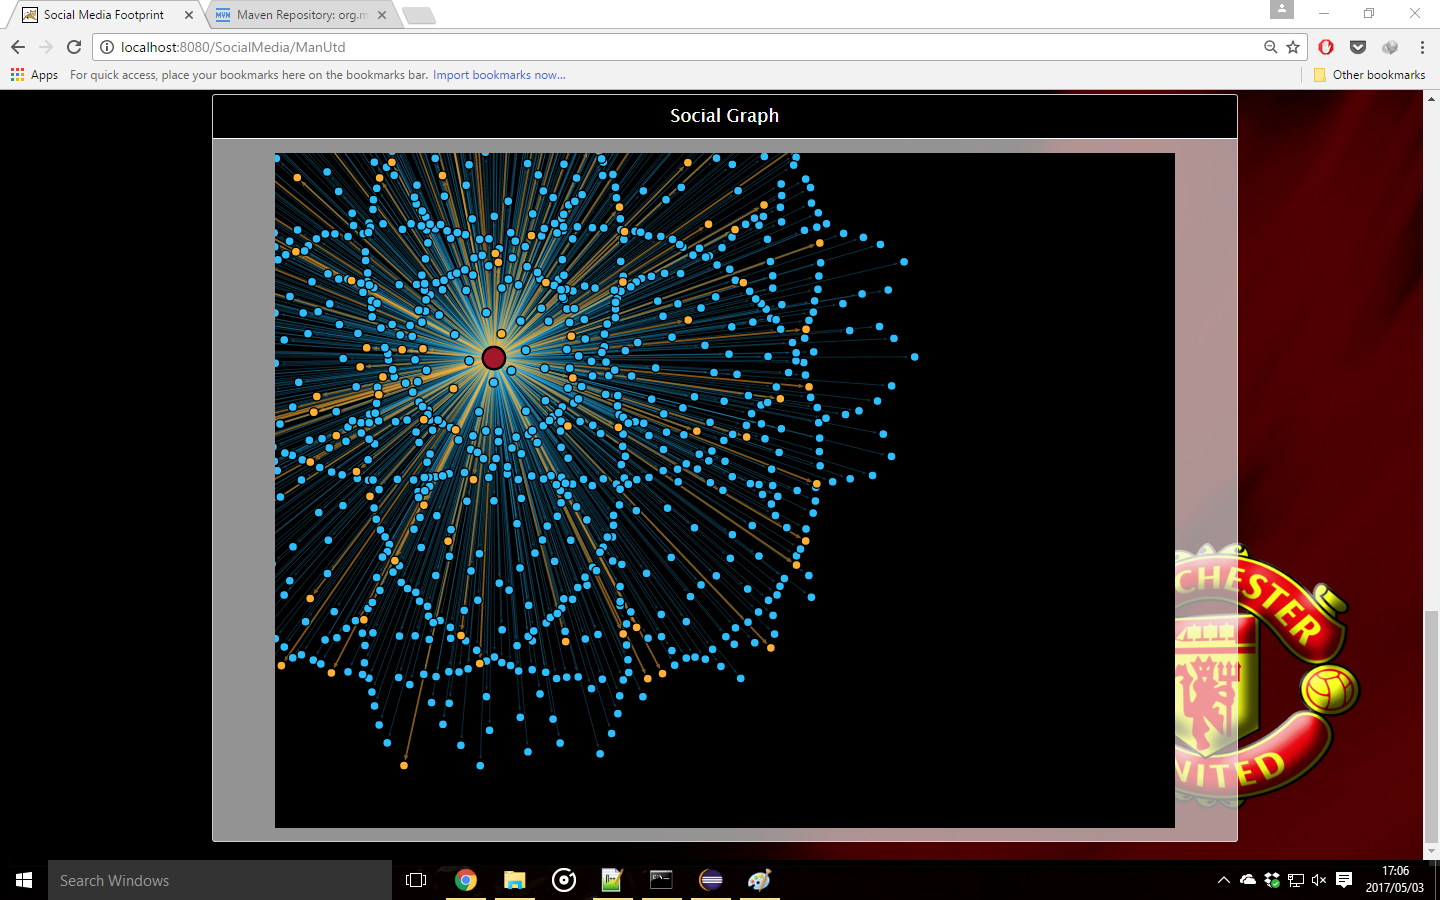 Social Media Footprint
Maven Repository: org.m
localhost:8080/SocialMedia/ManUtd
Apps
For quick access, place your bookmarks here on the bookmarks bar. Import bookmarks now...
Other bookmarks
Social Graph
CHESTER
NITED
Search Windows
17:06
2017/05/03